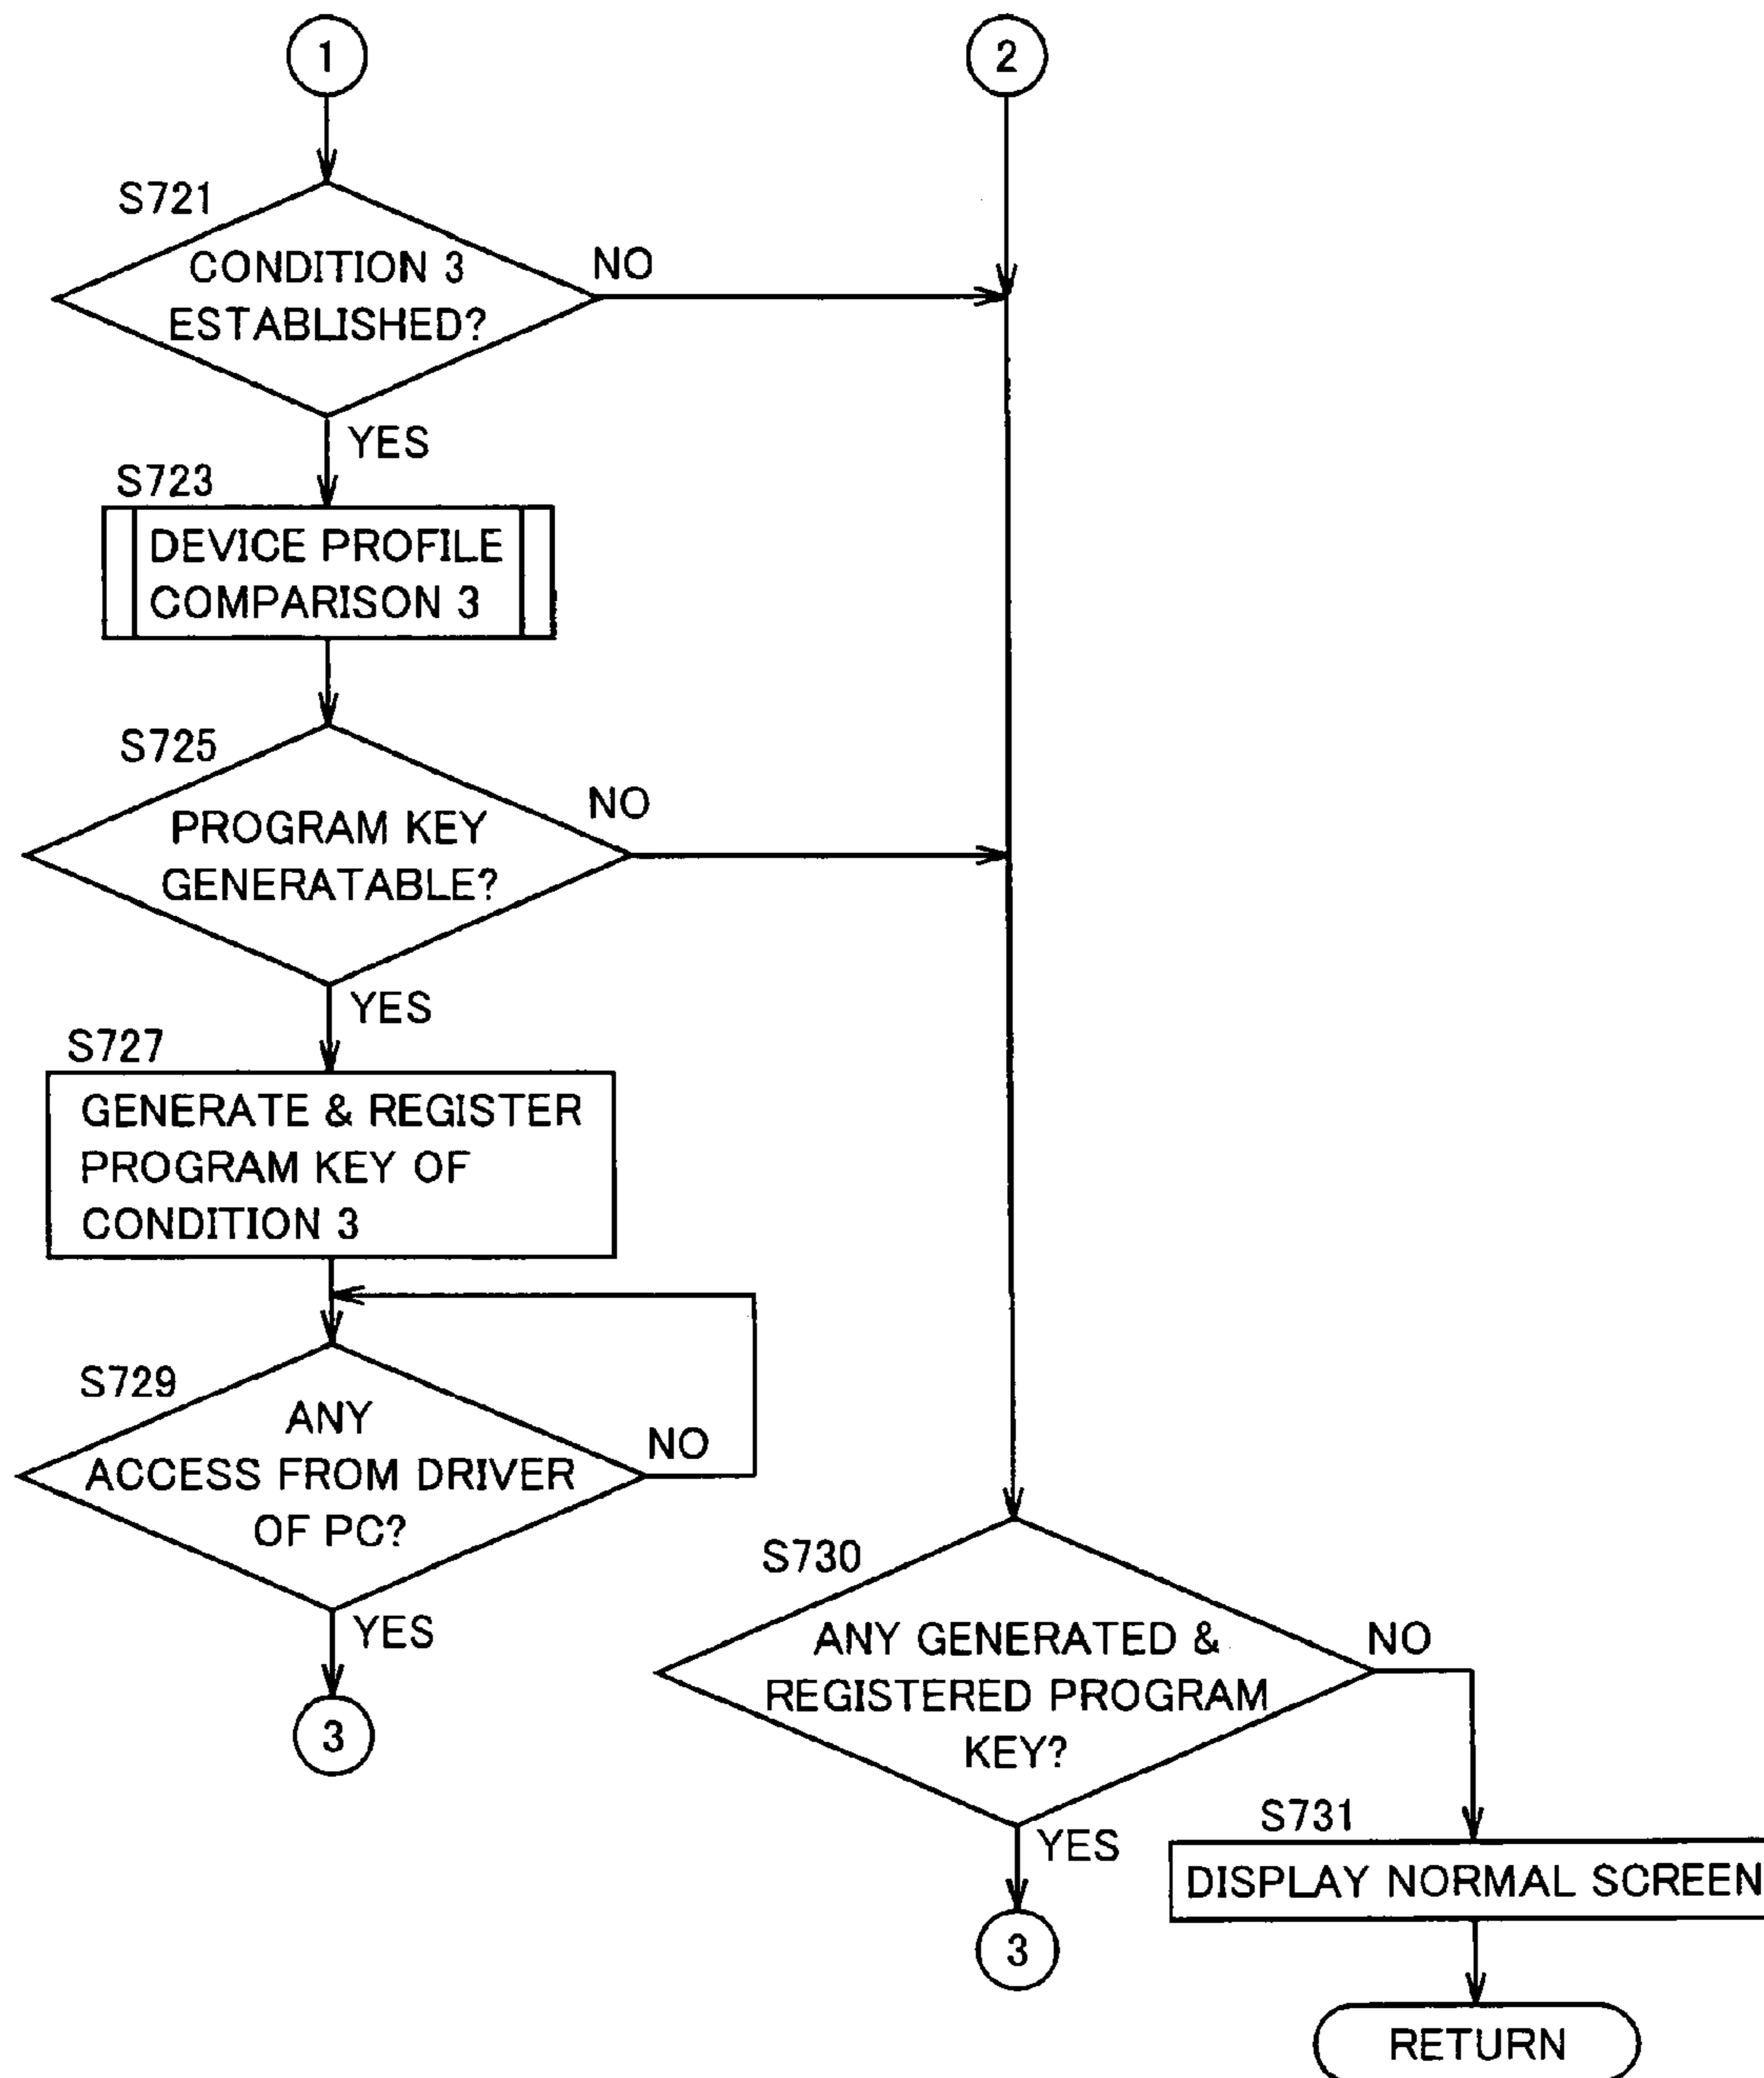 1
2
S721
CONDITION 3
ESTABLISHED?
NO
YES
S723
DEVICE PROFILE
COMPARISON 3
S725
PROGRAM KEY
GENERATABLE?
NO
YES
S727
GENERATE & REGISTER
PROGRAM KEY OF
CONDITION 3
S729
ANY
ACCESS FROM DRIVER
OF PC?
NO
YES
3
S730
ANY GENERATED &
REGISTERED PROGRAM
KEY?
NO
YES
3
S731
DISPLAY NORMAL SCREEN
RETURN